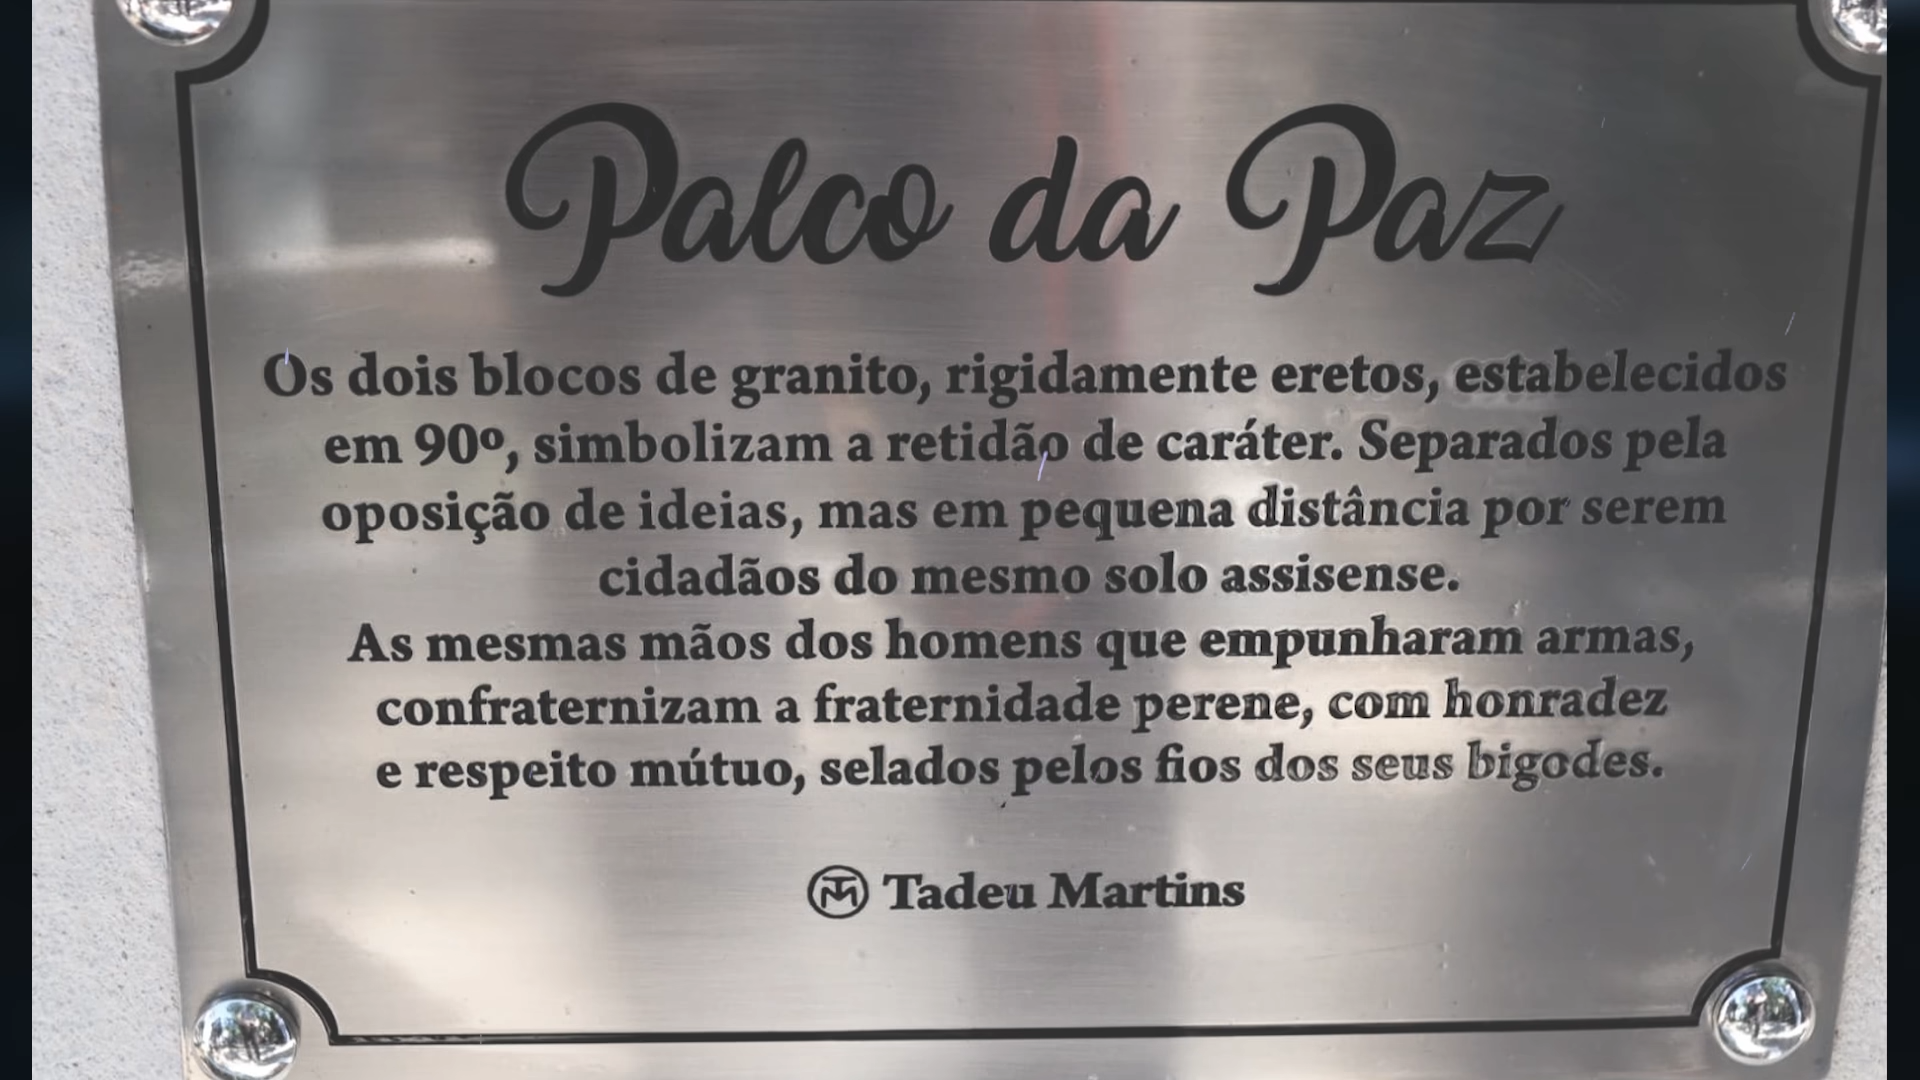 Palco da Paz
Os dois blocos de granito, rigidamente eretos, estabelecidos
em 90º, simbolizam a retidão de caráter. Separados pela
oposição de ideias, mas em pequena distância por serem
cidadãos do mesmo solo assisense.
As mesmas mãos dos homens que empunharam armas,
confraternizam a fraternidade perene, com honradez
e respeito mútuo, selados pelos fios dos seus bigodes.
TM Tadeu Martins